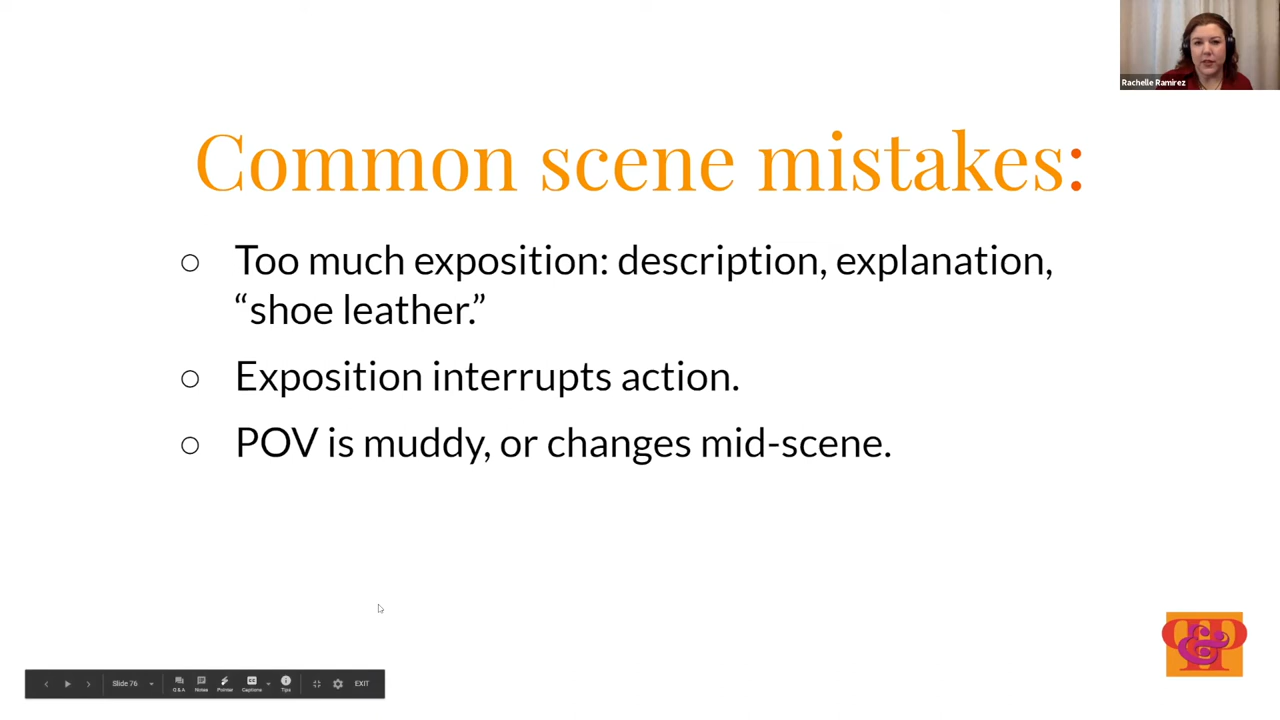 Rachelle Ramirez
Common scene mistakes:
○ Too much exposition: description, explanation,
“shoe leather.”
○ Exposition interrupts action.
○ POV is muddy, or changes mid-scene.
P&P
Slide 76
Q & A
Notes
Pointer
Captions
Tips
EXIT